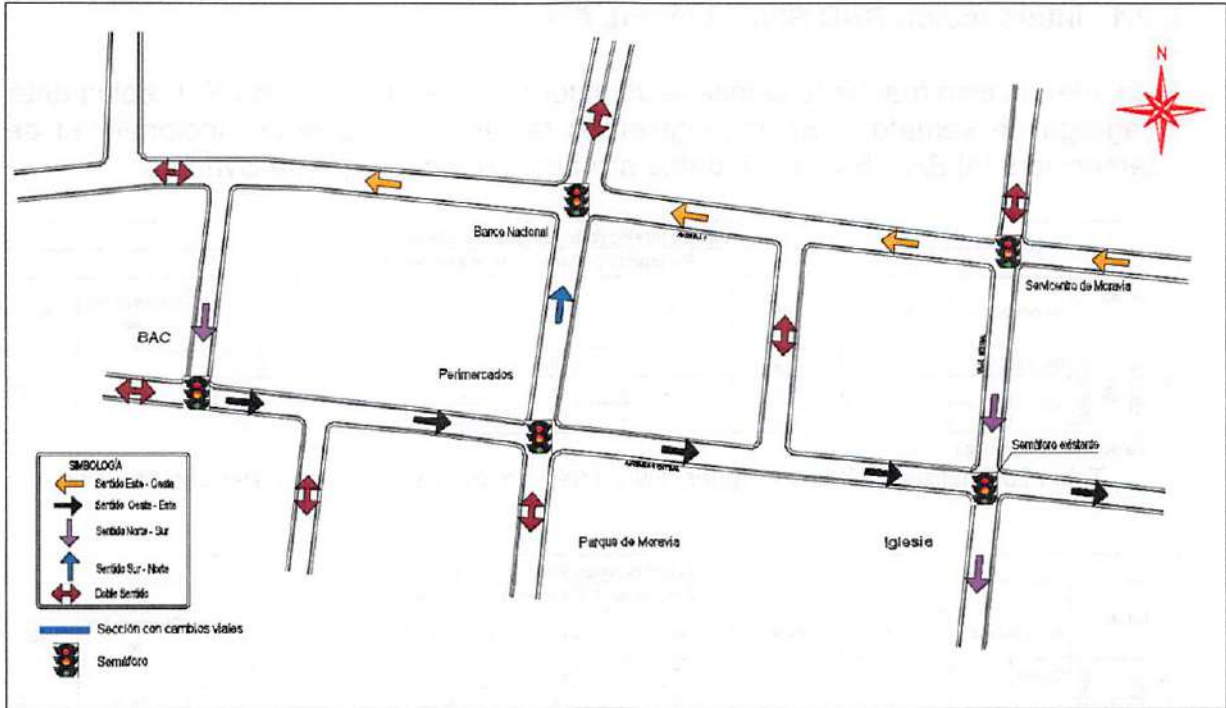 N
Banco Nacional
Servicentro de Moravia
BAC
Perimercados
Semáforo existente
Parque de Moravia
Iglesia
SIMBOLOGÍA
Sentido Este - Oeste
Sentido Oeste - Este
Sentido Norte - Sur
Sentido Sur - Norte
Doble Sentido
Sección con cambios viales
Semáforo